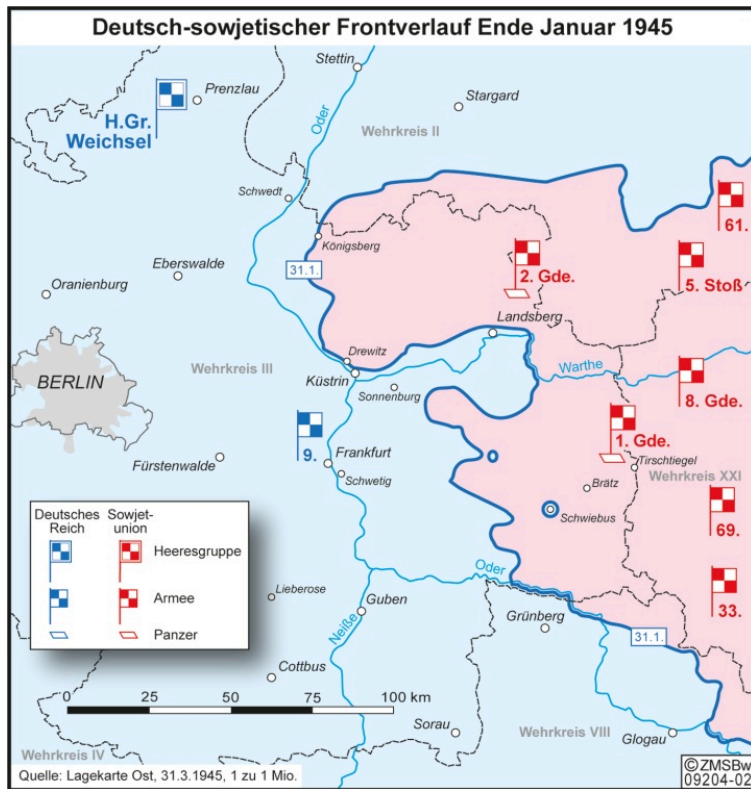 Deutsch-sowjetischer Frontverlauf Ende Januar 1945
Stettin
Prenzlau
Stargard
H.Gr.
Weichsel
Oder
Wehrkreis II
Schwedt
61.
Königsberg
31.1.
2. Gde.
5. Stoß
Eberswalde
Oranienburg
Landsberg
Drewitz
Warthe
Wehrkreis III
BERLIN
Küstrin
Sonnenburg
8. Gde.
1. Gde.
9.
Frankfurt
Fürstenwalde
Schwetig
Tirschtiegel
Brätz
Wehrkreis XXI
Schwiebus
69.
Deutsches
Reich
Sowjet-
union
Heeresgruppe
Armee
Panzer
Oder
33.
Lieberose
Guben
Neiße
Grünberg
31.1.
Cottbus
0 25 50 75 100 km
Sorau
Wehrkreis VIII
Glogau
Wehrkreis IV
Quelle: Lagekarte Ost, 31.3.1945, 1 zu 1 Mio.
©ZMSBw
09204-02